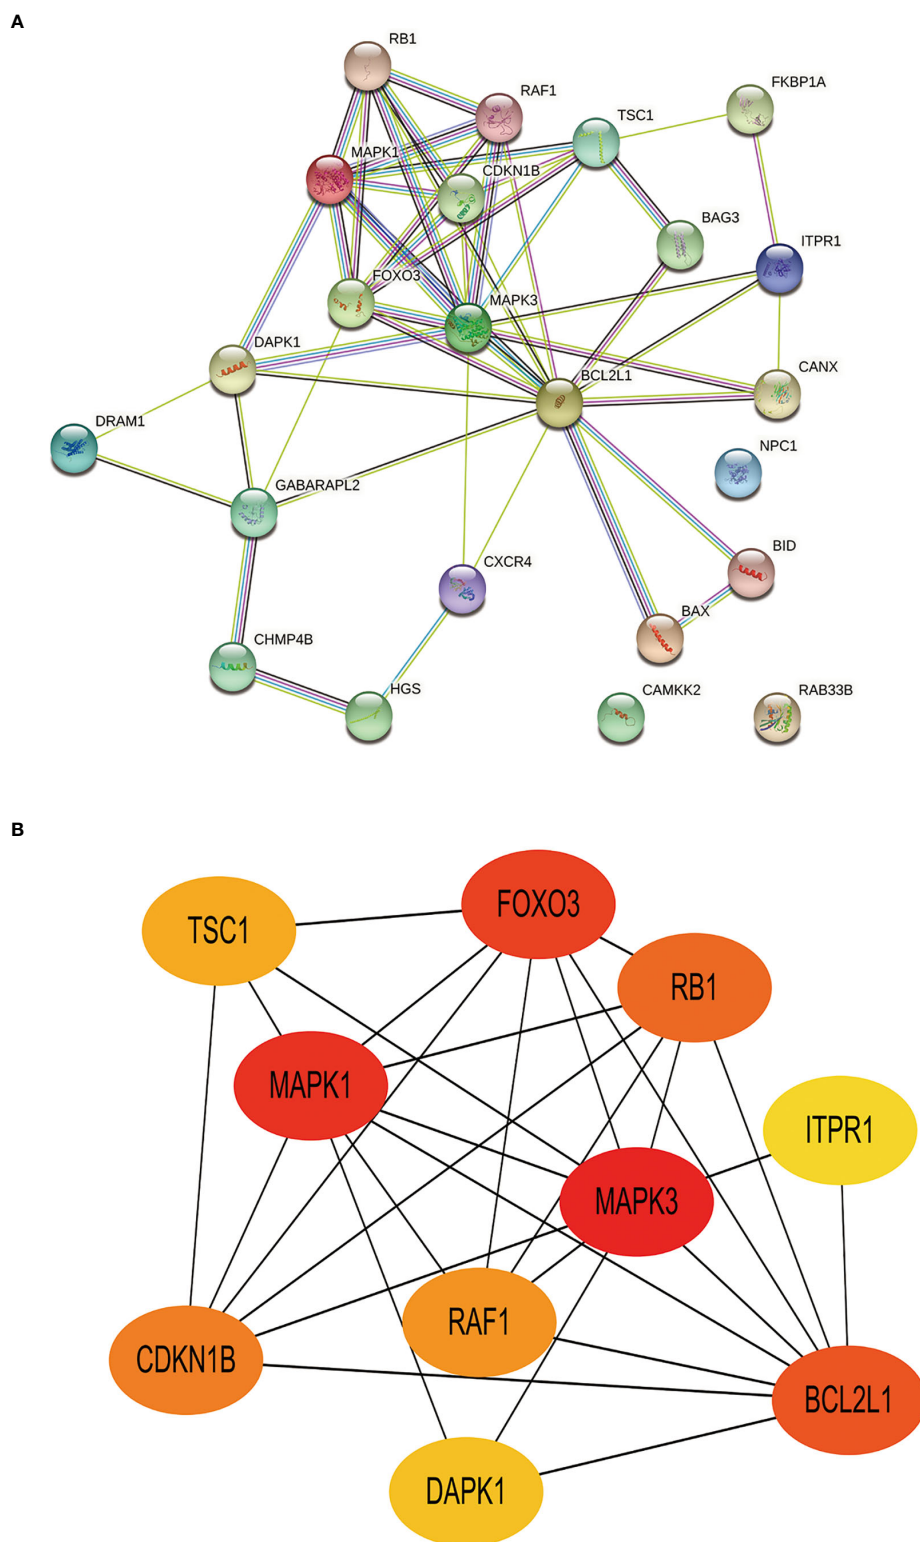 A
RB1
RAF1
FKBP1A
TSC1
MAPK1
CDKN1B
BAG3
ITPR1
FOXO3
MAPK3
DAPK1
BCL2L1
CANX
DRAM1
NPC1
GABARAPL2
BID
CXCR4
BAX
CHMP4B
HGS
CAMKK2
RAB33B
B
FOXO3
TSC1
RB1
MAPK1
ITPR1
MAPK3
RAF1
CDKN1B
BCL2L1
DAPK1